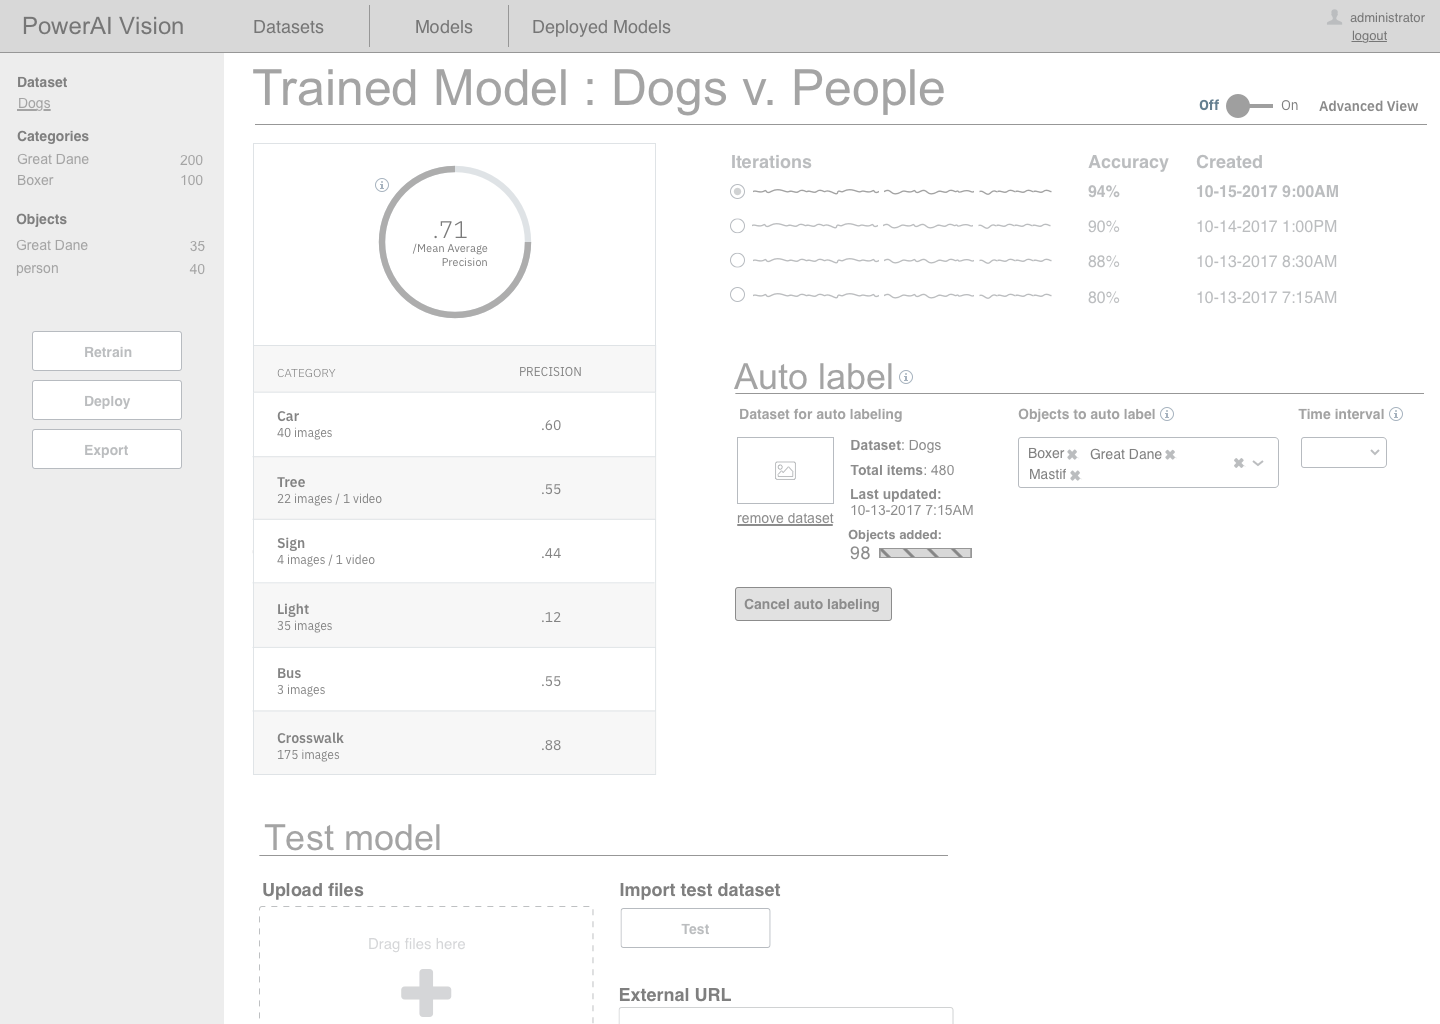 PowerAI Vision
Datasets
Models
Deployed Models
administrator
logout
Dataset
Dogs
Categories
Great Dane 200
Boxer 100
Objects
Great Dane 35
person 40
Retrain
Deploy
Export
Trained Model : Dogs v. People
Off On Advanced View
.71
/Mean Average
Precision
CATEGORY PRECISION
Car
40 images
.60
Tree
22 images / 1 video
.55
Sign
4 images / 1 video
.44
Light
35 images
.12
Bus
3 images
.55
Crosswalk
175 images
.88
Iterations Accuracy Created
94% 10-15-2017 9:00AM
90% 10-14-2017 1:00PM
88% 10-13-2017 8:30AM
80% 10-13-2017 7:15AM
Auto label
Dataset for auto labeling
remove dataset
Dataset: Dogs
Total items: 480
Last updated:
10-13-2017 7:15AM
Objects added:
98
Objects to auto label
Boxer Great Dane
Mastif
Time interval
Cancel auto labeling
Test model
Upload files
Drag files here
Import test dataset
Test
External URL